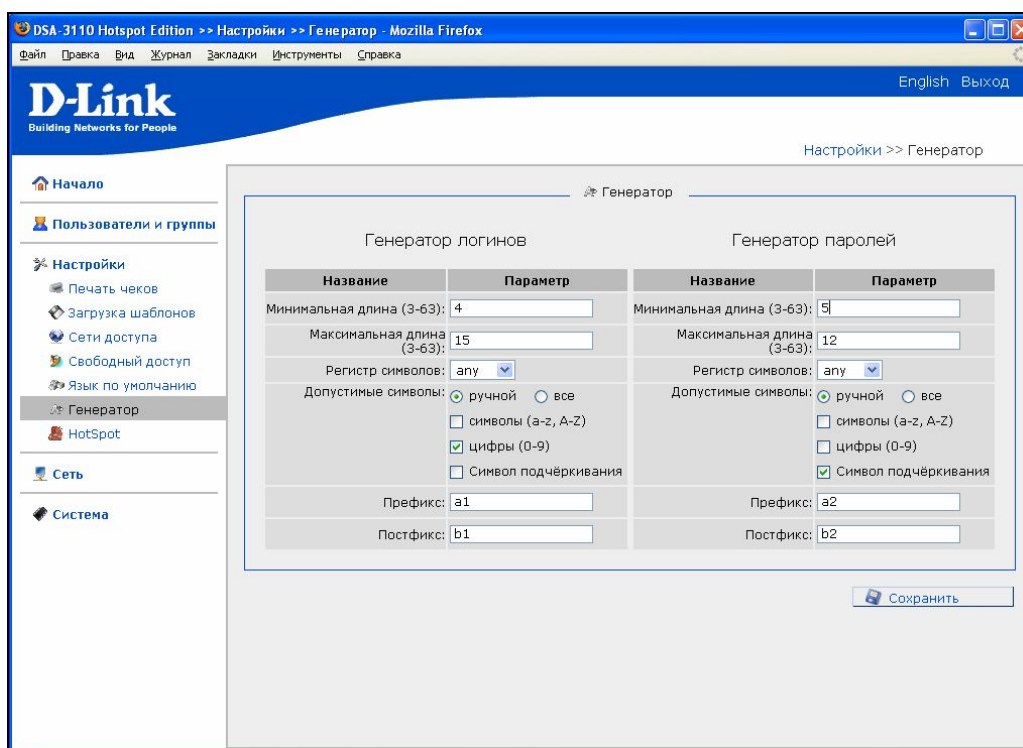 DSA-3110 Hotspot Edition >> Настройки >> Генератор - Mozilla Firefox
Файл Правка Вид Журнал Закладки Инструменты Справка
English Выход
D-Link
Building Networks for People
Настройки >> Генератор
Начало
Пользователи и группы
Настройки
Печать чеков
Загрузка шаблонов
Сети доступа
Свободный доступ
Язык по умолчанию
Генератор
HotSpot
Сеть
Система
Генератор
Генератор логинов
Название Параметр
Минимальная длина (3-63): 4
Максимальная длина
(3-63): 15
Регистр символов: any
Допустимые символы: ручной все
символы (a-z, A-Z)
цифры (0-9)
Символ подчёркивания
Префикс: a1
Постфикс: b1
Генератор паролей
Название Параметр
Минимальная длина (3-63): 5
Максимальная длина
(3-63): 12
Регистр символов: any
Допустимые символы: ручной все
символы (a-z, A-Z)
цифры (0-9)
Символ подчёркивания
Префикс: a2
Постфикс: b2
Сохранить